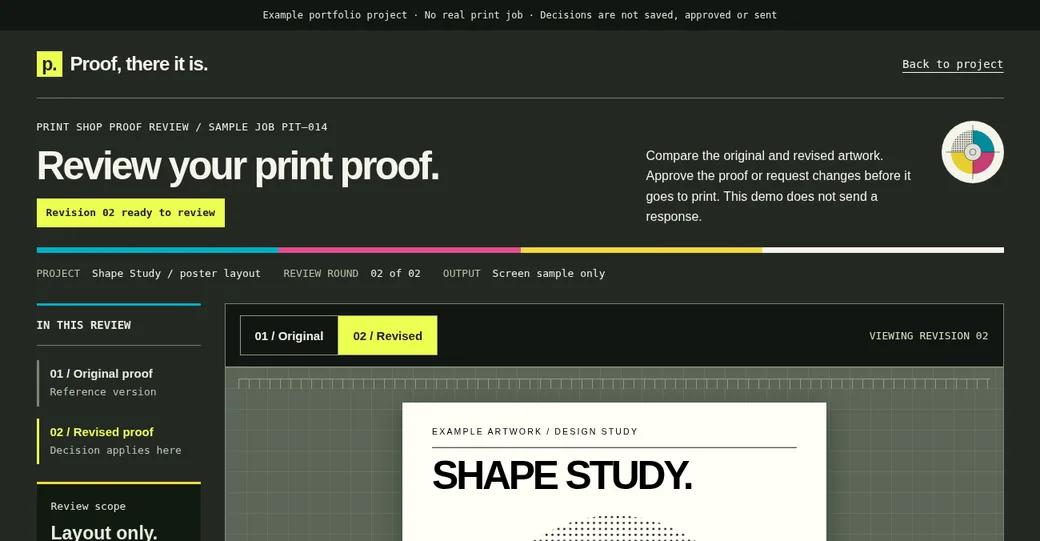 Example portfolio project · No real print job · Decisions are not saved, approved or sent
p. Proof, there it is.
Back to project
PRINT SHOP PROOF REVIEW / SAMPLE JOB PIT–014
Review your print proof.
Revision 02 ready to review
Compare the original and revised artwork.
Approve the proof or request changes before it
goes to print. This demo does not send a
response.
PROJECT Shape Study / poster layout REVIEW ROUND 02 of 02 OUTPUT Screen sample only
IN THIS REVIEW
01 / Original proof
Reference version
02 / Revised proof
Decision applies here
Review scope
Layout only.
01 / Original 02 / Revised
VIEWING REVISION 02
EXAMPLE ARTWORK / DESIGN STUDY
SHAPE STUDY.